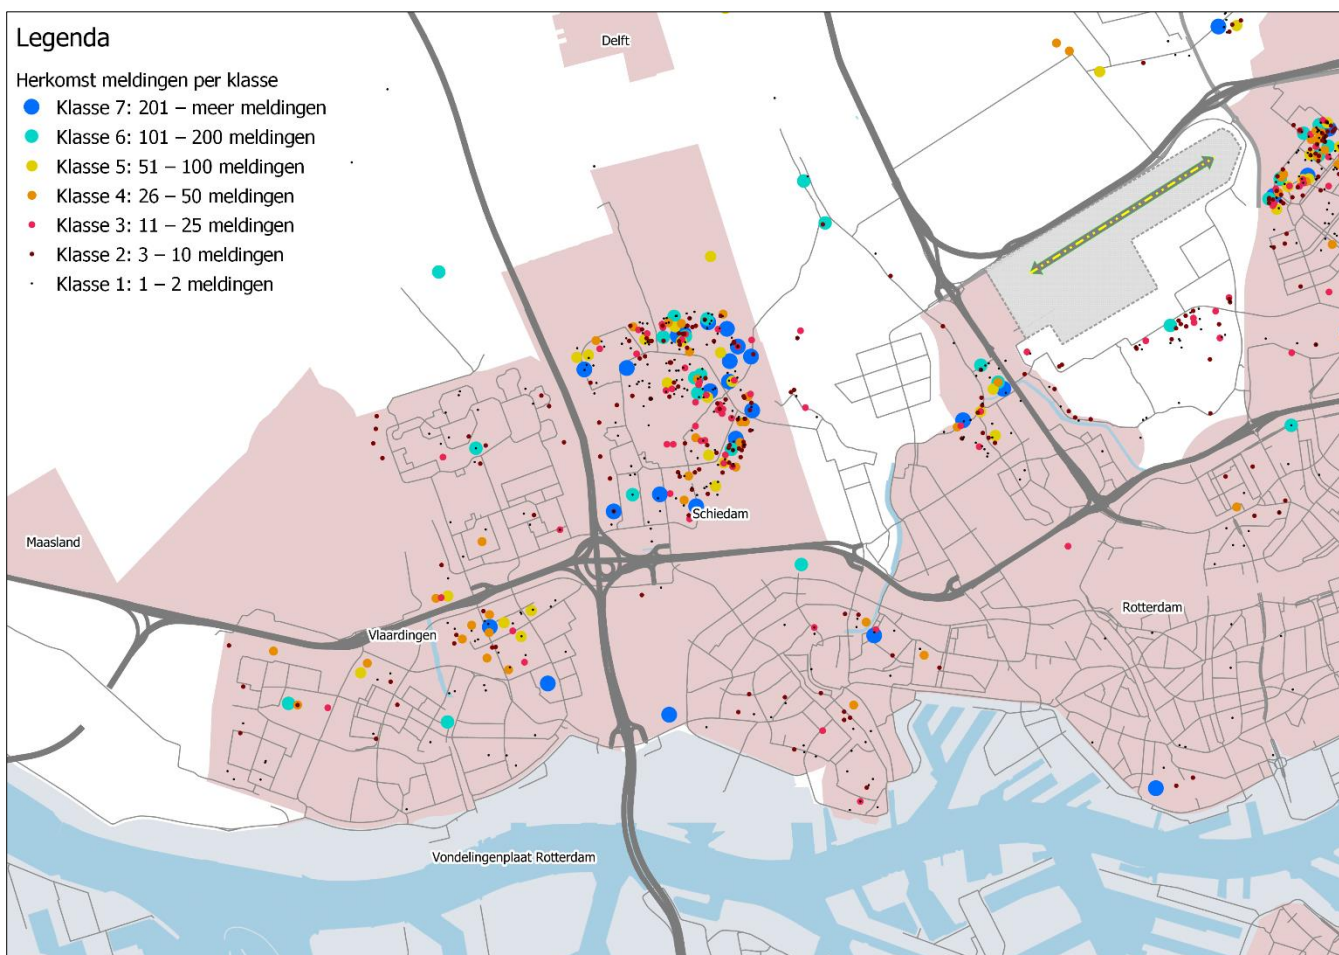 Legenda
Herkomst meldingen per klasse
Klasse 7: 201 – meer meldingen
Klasse 6: 101 – 200 meldingen
Klasse 5: 51 – 100 meldingen
Klasse 4: 26 – 50 meldingen
Klasse 3: 11 – 25 meldingen
Klasse 2: 3 – 10 meldingen
Klasse 1: 1 – 2 meldingen
Delft
Schiedam
Maasland
Rotterdam
Vlaardingen
Vondelingenplaat Rotterdam